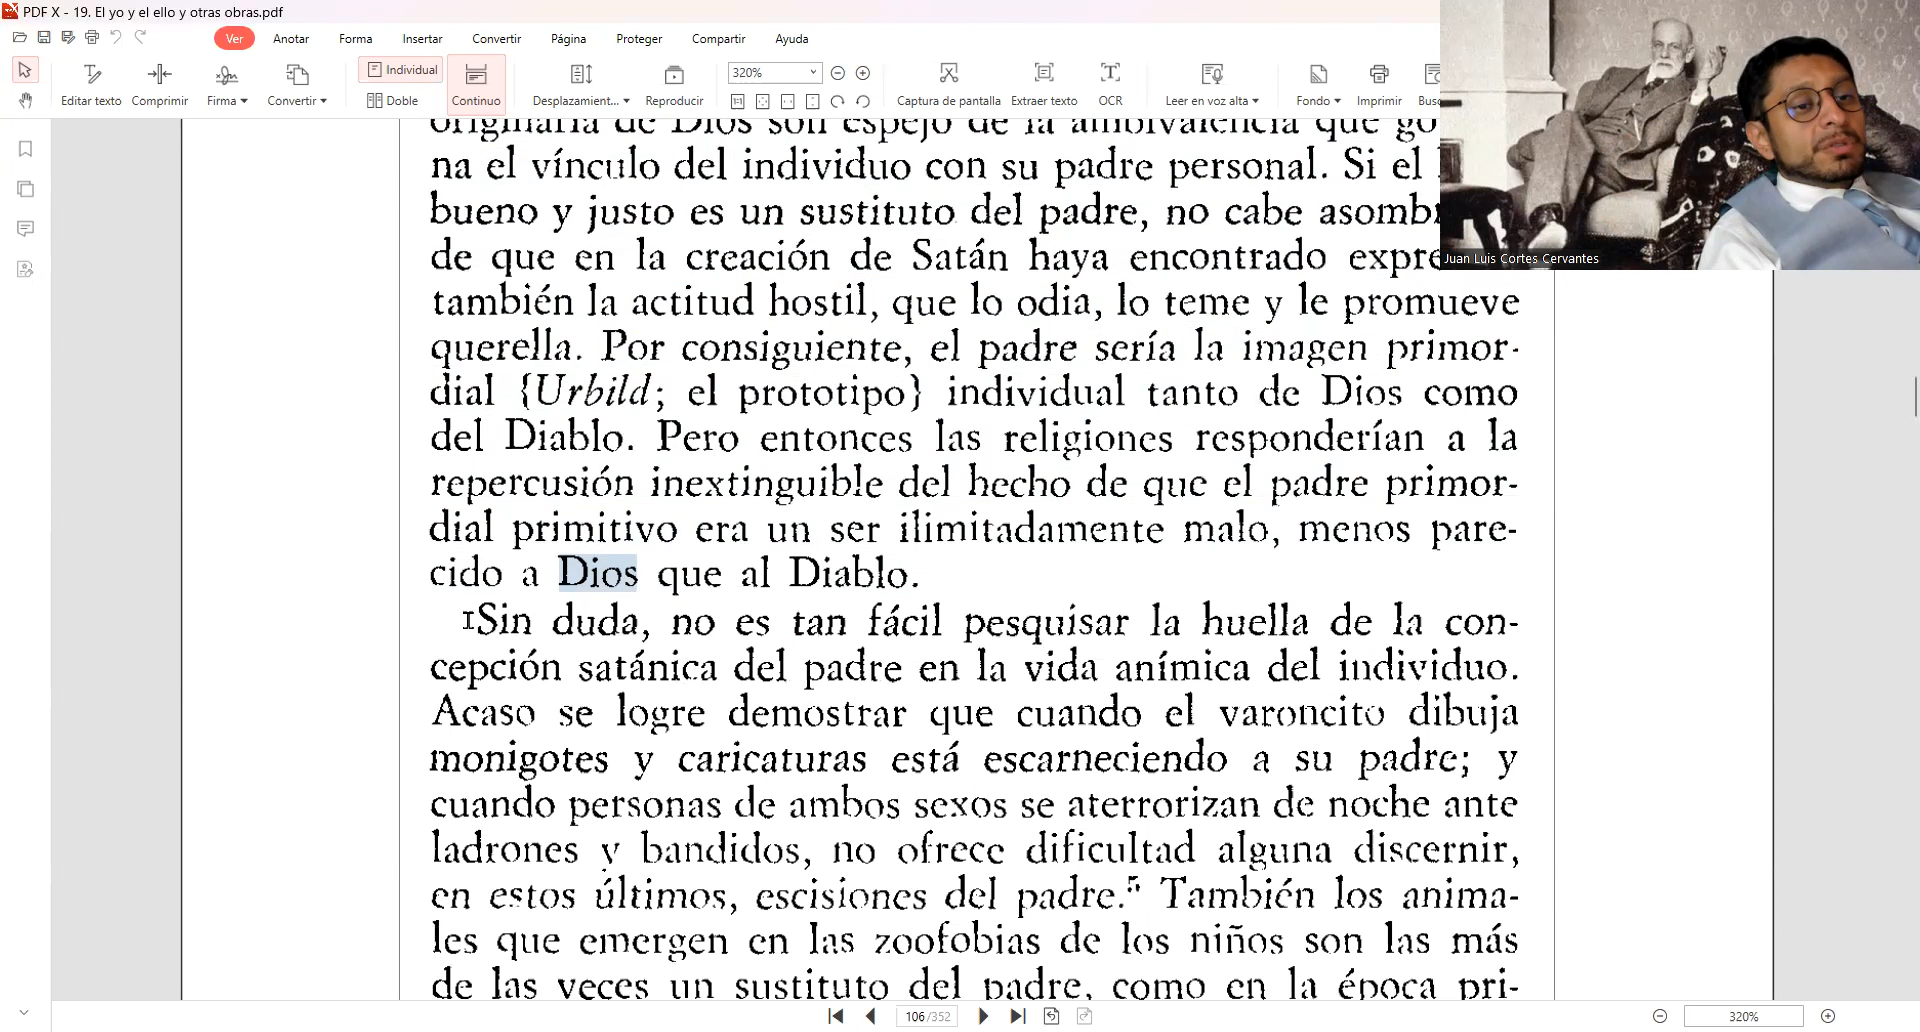 PDF X - 19. El yo y el ello y otras obras.pdf
Ver Anotar Forma Insertar Convertir Página Proteger Compartir Ayuda
Individual
Doble
Editar texto Comprimir Firma Convertir Continuo Desplazamient... Reproducir 320% Captura de pantalla Extraer texto OCR Leer en voz alta Fondo Imprimir
Juan Luis Cortes Cervantes
originaria de Dios son espejo de la ambivalencia que go
na el vínculo del individuo con su padre personal. Si el
bueno y justo es un sustituto del padre, no cabe asomb
de que en la creación de Satán haya encontrado expre
también la actitud hostil, que lo odia, lo teme y le promueve
querella. Por consiguiente, el padre sería la imagen primor-
dial {Urbild; el prototipo} individual tanto de Dios como
del Diablo. Pero entonces las religiones responderían a la
repercusión inextinguible del hecho de que el padre primor-
dial primitivo era un ser ilimitadamente malo, menos pare-
cido a Dios que al Diablo.
Sin duda, no es tan fácil pesquisar la huella de la con-
cepción satánica del padre en la vida anímica del individuo.
Acaso se logre demostrar que cuando el varoncito dibuja
monigotes y caricaturas está escarneciendo a su padre; y
cuando personas de ambos sexos se aterrorizan de noche ante
ladrones y bandidos, no ofrece dificultad alguna discernir,
en estos últimos, escisiones del padre.5 También los anima-
les que emergen en las zoofobias de los niños son las más
de las veces un sustituto del padre, como en la época pri-
106/352
320%